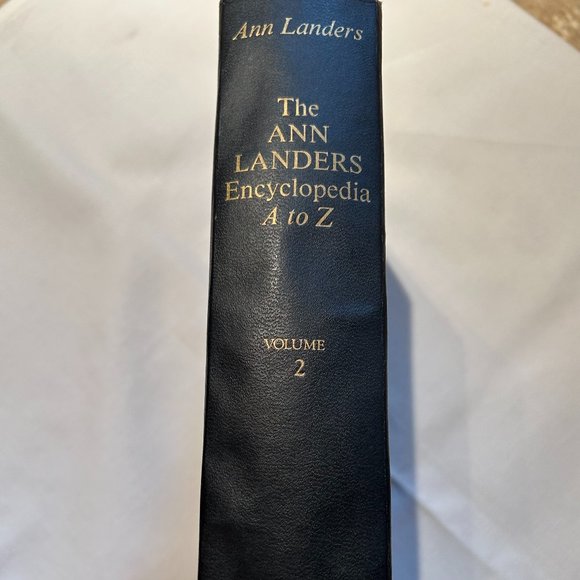 Ann Landers
The
ANN
LANDERS
Encyclopedia
A to Z
VOLUME
2